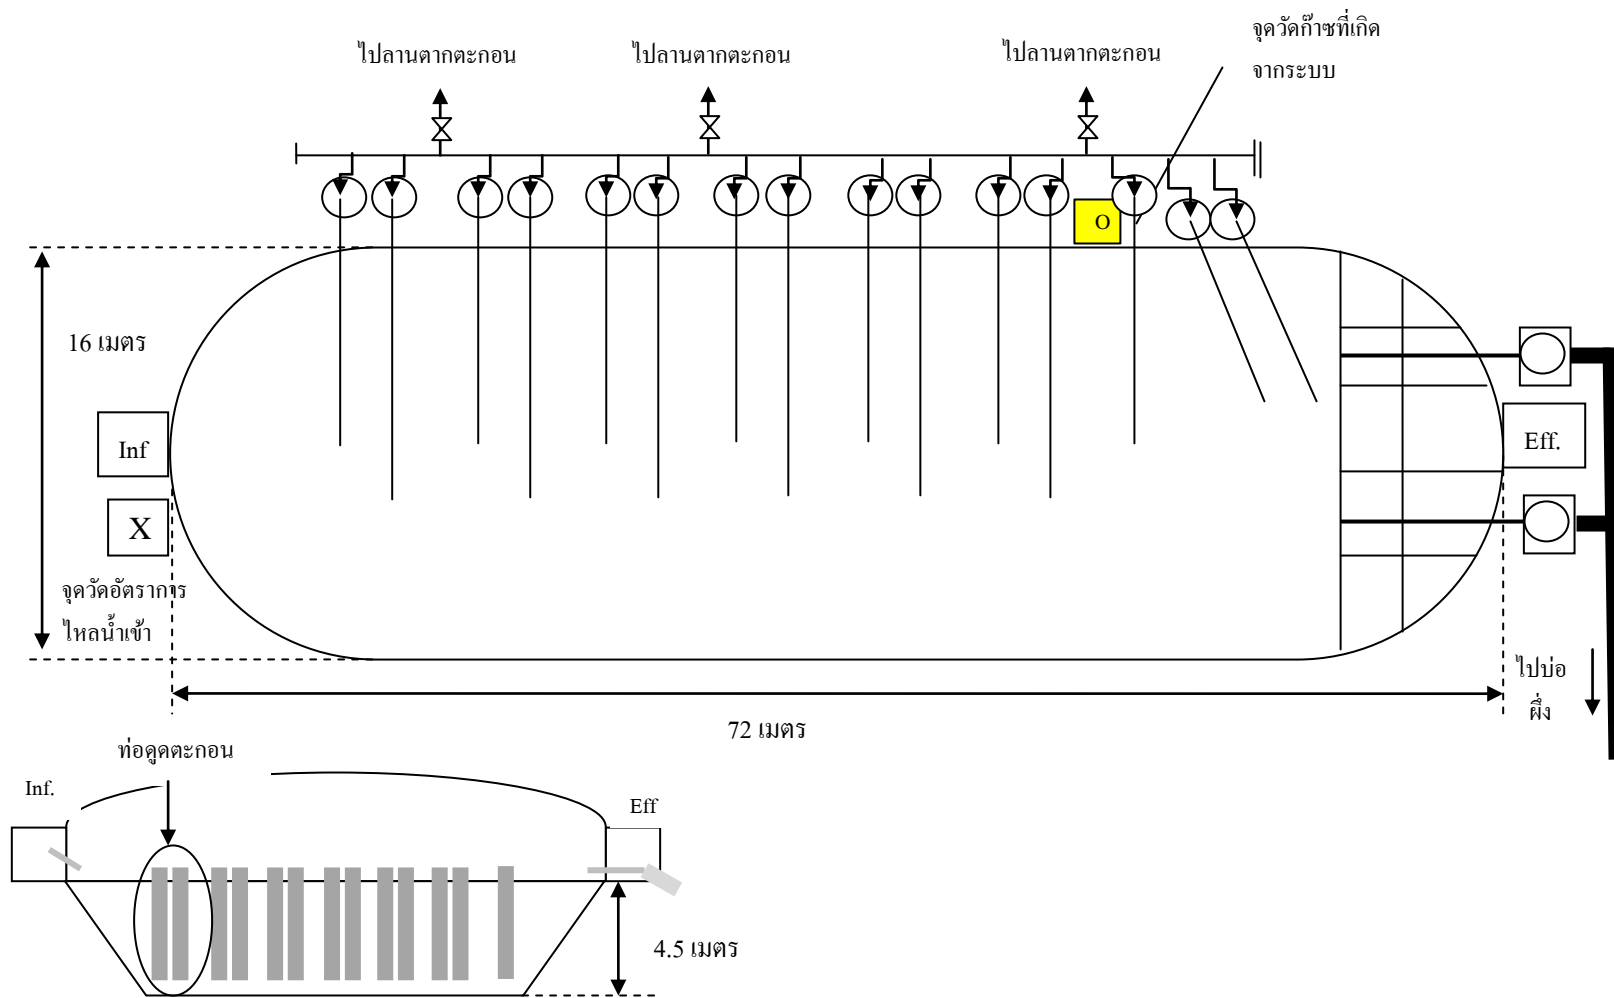 จุดวัดก๊าซที่เกิด
จากระบบ
ไปลานตากตะกอน
ไปลานตากตะกอน
ไปลานตากตะกอน
O
16 เมตร
Inf
Eff.
X
จุดวัดอัตราการ
ไหลน้ำเข้า
ไปบ่อ
ผึ่ง
72 เมตร
ท่อดูดตะกอน
Inf.
Eff
4.5 เมตร